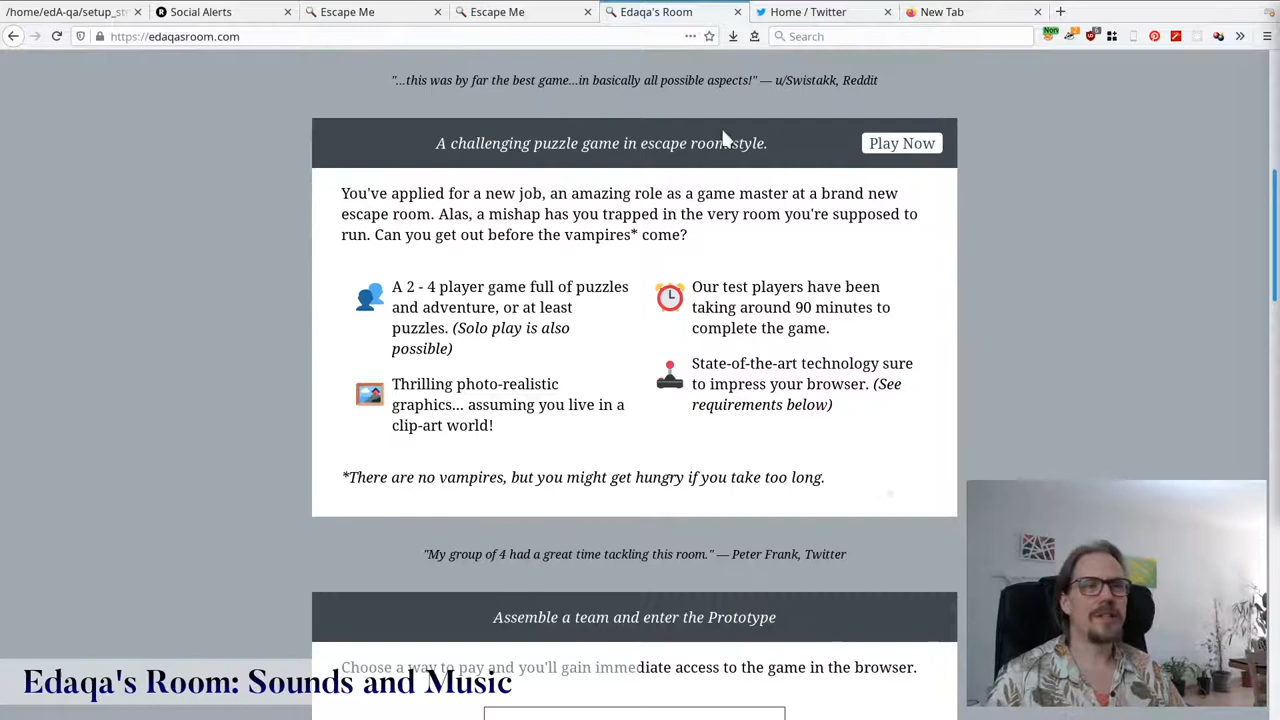 /home/edA-qa/setup_str
Social Alerts
Escape Me
Escape Me
Edaqa's Room
Home / Twitter
New Tab
https://edaqasroom.com
Search
"...this was by far the best game...in basically all possible aspects!" — u/Swistakk, Reddit
A challenging puzzle game in escape room style.
Play Now
You've applied for a new job, an amazing role as a game master at a brand new
escape room. Alas, a mishap has you trapped in the very room you're supposed to
run. Can you get out before the vampires* come?
A 2 - 4 player game full of puzzles
and adventure, or at least
puzzles. (Solo play is also
possible)
Thrilling photo-realistic
graphics... assuming you live in a
clip-art world!
Our test players have been
taking around 90 minutes to
complete the game.
State-of-the-art technology sure
to impress your browser. (See
requirements below)
*There are no vampires, but you might get hungry if you take too long.
"My group of 4 had a great time tackling this room." — Peter Frank, Twitter
Assemble a team and enter the Prototype
Choose a way to pay and you'll gain immediate access to the game in the browser.
Edaqa's Room: Sounds and Music